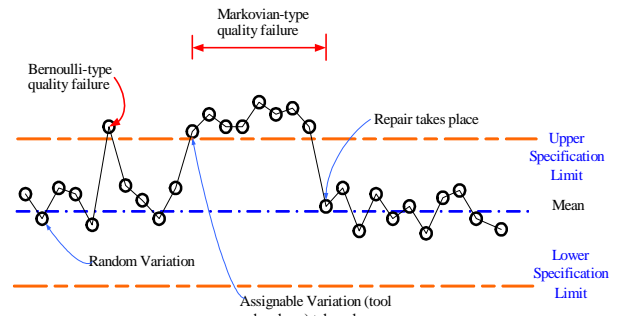 Markovian-type
quality failure
Bernoulli-type
quality failure
Repair takes place
Upper
Specification
Limit
Mean
Random Variation
Lower
Specification
Limit
Assignable Variation (tool